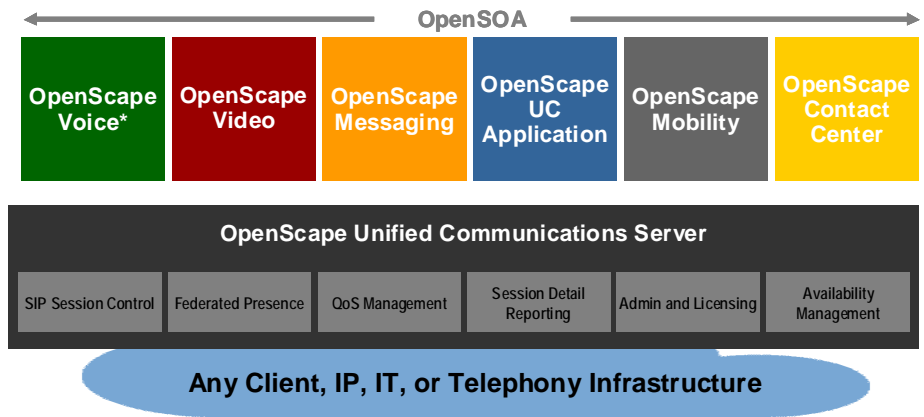 OpenSOA
OpenScape
Voice*
OpenScape
Video
OpenScape
Messaging
OpenScape
UC
Application
OpenScape
Mobility
OpenScape
Contact
Center
OpenScape Unified Communications Server
SIP Session Control
Federated Presence
QoS Management
Session Detail
Reporting
Admin and Licensing
Availability
Management
Any Client, IP, IT, or Telephony Infrastructure